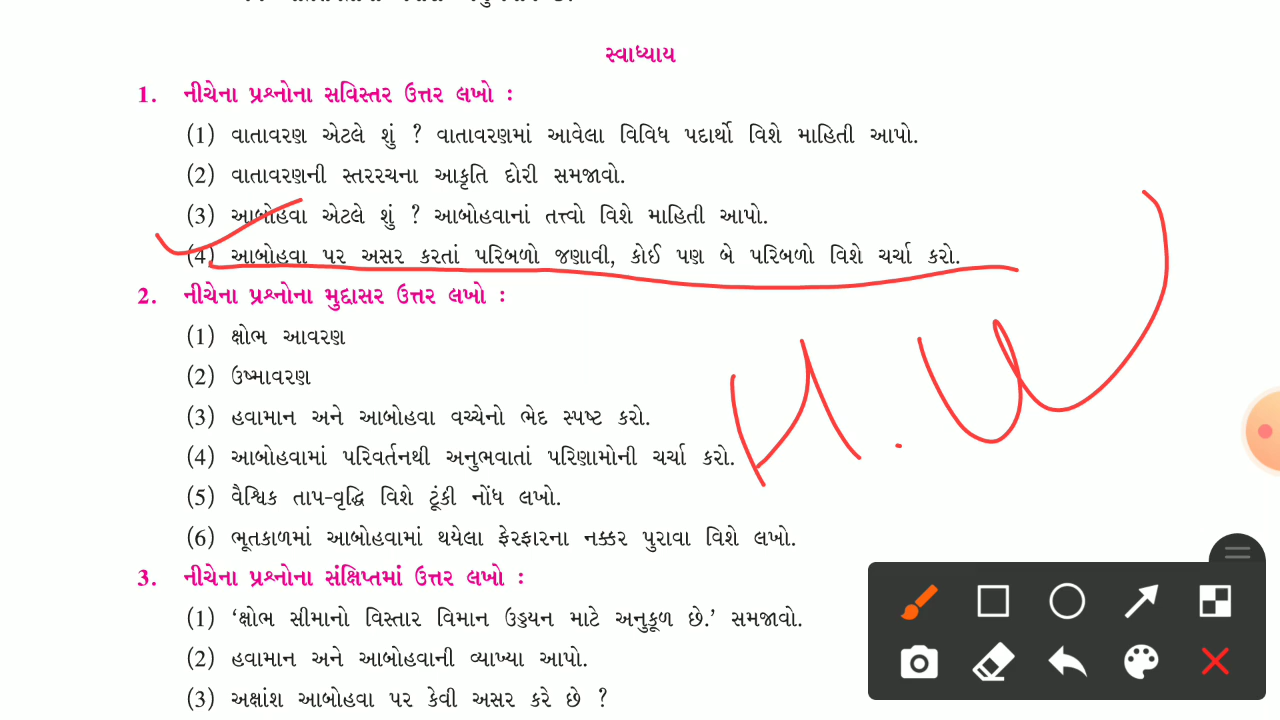 સ્વાધ્યાય
1. નીચેના પ્રશ્નોના સવિસ્તર ઉત્તર લખો :
(1) વાતાવરણ એટલે શું ? વાતાવરણમાં આવેલા વિવિધ પદાર્થો વિશે માહિતી આપો.
(2) વાતાવરણની સ્તરરચના આકૃતિ દોરી સમજાવો.
(3) આબોહવા એટલે શું ? આબોહવાનાં તત્ત્વો વિશે માહિતી આપો.
(4) આબોહવા પર અસર કરતાં પરિબળો જણાવી, કોઈ પણ બે પરિબળો વિશે ચર્ચા કરો.
2. નીચેના પ્રશ્નોના મુદ્દાસર ઉત્તર લખો :
(1) ક્ષોભ આવરણ
(2) ઉષ્માવરણ
H.W
(3) હવામાન અને આબોહવા વચ્ચેનો ભેદ સ્પષ્ટ કરો.
(4) આબોહવામાં પરિવર્તનથી અનુભવાતાં પરિણામોની ચર્ચા કરો.
(5) વૈશ્વિક તાપ-વૃદ્ધિ વિશે ટૂંકી નોંધ લખો.
(6) ભૂતકાળમાં આબોહવામાં થયેલા ફેરફારના નક્કર પુરાવા વિશે લખો.
3. નીચેના પ્રશ્નોના સંક્ષિપ્તમાં ઉત્તર લખો :
(1) ‘ક્ષોભ સીમાનો વિસ્તાર વિમાન ઉડ્ડયન માટે અનુકૂળ છે.’ સમજાવો.
(2) હવામાન અને આબોહવાની વ્યાખ્યા આપો.
(3) અક્ષાંશ આબોહવા પર કેવી અસર કરે છે ?